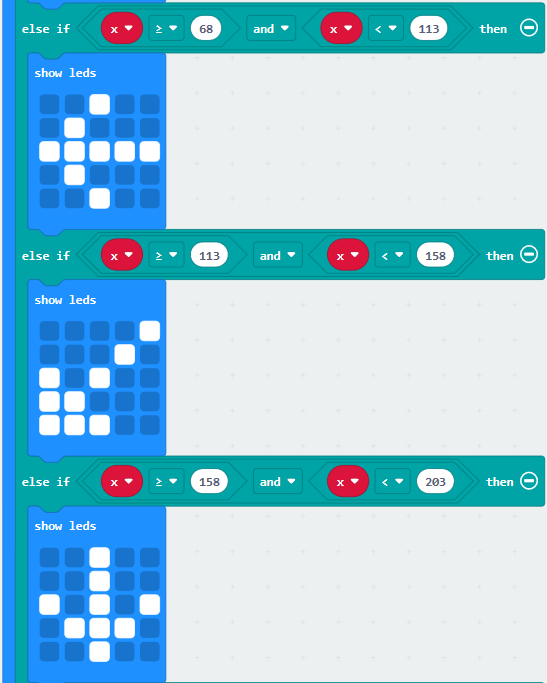 else if x ≥ 68 and x < 113 then
show leds
else if x ≥ 113 and x < 158 then
show leds
else if x ≥ 158 and x < 203 then
show leds